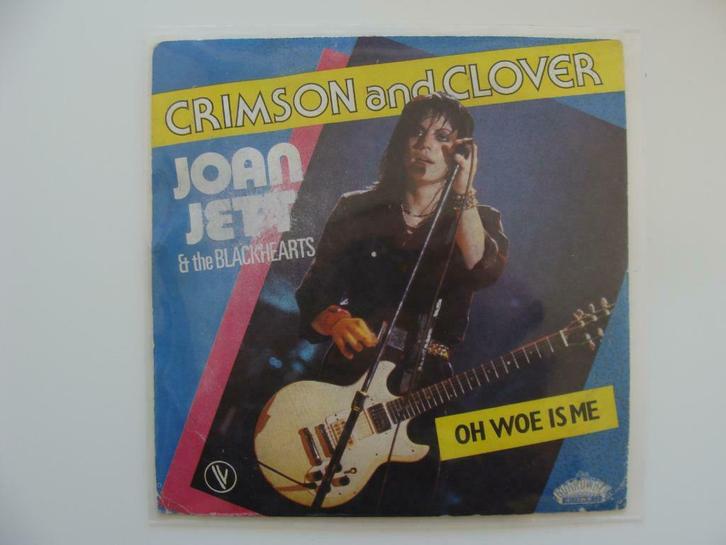 CRIMSON and CLOVER
JOAN
JETT
& the BLACKHEARTS
OH WOE IS ME